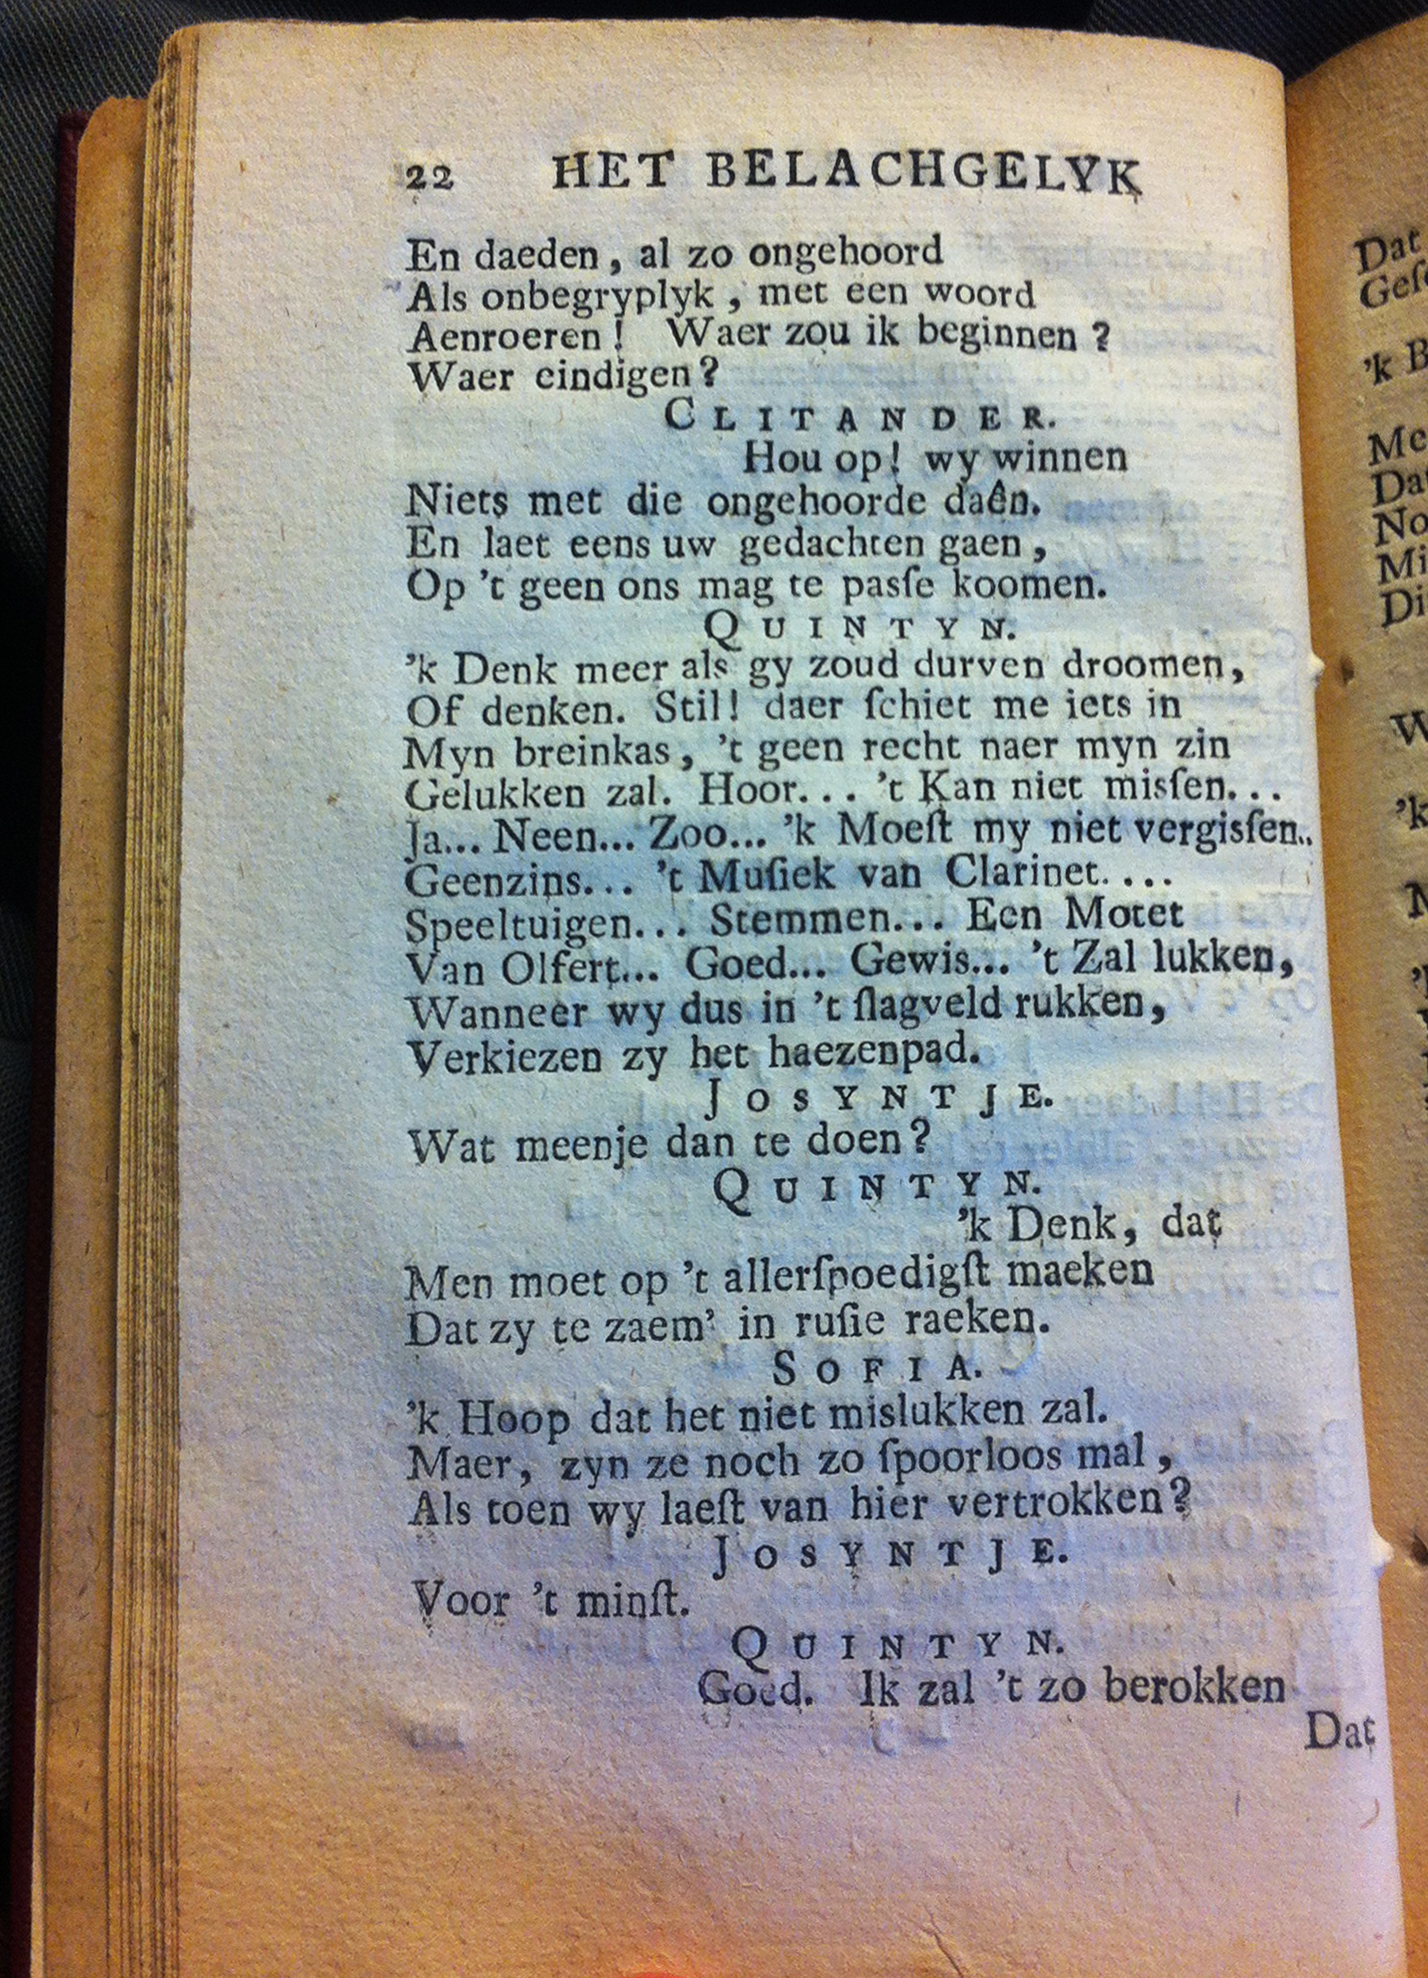 22 HET BELACHGELYK
En daeden, al zo ongehoord
Als onbegryplyk, met een woord
Aenroeren! Waer zou ik beginnen?
Waer eindigen?
CLITANDER.
Hou op! wy winnen
Niets met die ongehoorde daên.
En laet eens uw gedachten gaen,
Op 't geen ons mag te pasſe koomen.
QUINTYN.
'k Denk meer als gy zoud durven droomen,
Of denken. Stil! daer ſchiet me iets in
Myn breinkas, 't geen recht naer myn zin
Gelukken zal. Hoor... 't Kan niet misſen...
Ja... Neen... Zoo... 'k Moeſt my niet vergisſen..
Geenzins... 't Muſiek van Clarinet....
Speeltuigen... Stemmen... Een Motet
Van Olfert... Goed... Gewis... 't Zal lukken,
Wanneer wy dus in 't ſlagveld rukken,
Verkiezen zy het haezenpad.
JOSYNTJE.
Wat meenje dan te doen?
QUINTYN.
'k Denk, dat
Men moet op 't allerſpoedigſt maeken
Dat zy te zaem' in ruſie raeken.
SOFIA.
'k Hoop dat het niet mislukken zal.
Maer, zyn ze noch zo ſpoorloos mal,
Als toen wy laeſt van hier vertrokken?
JOSYNTJE.
Voor 't minſt.
QUINTYN.
Goed. Ik zal 't zo berokken
Dat
Dat
'k